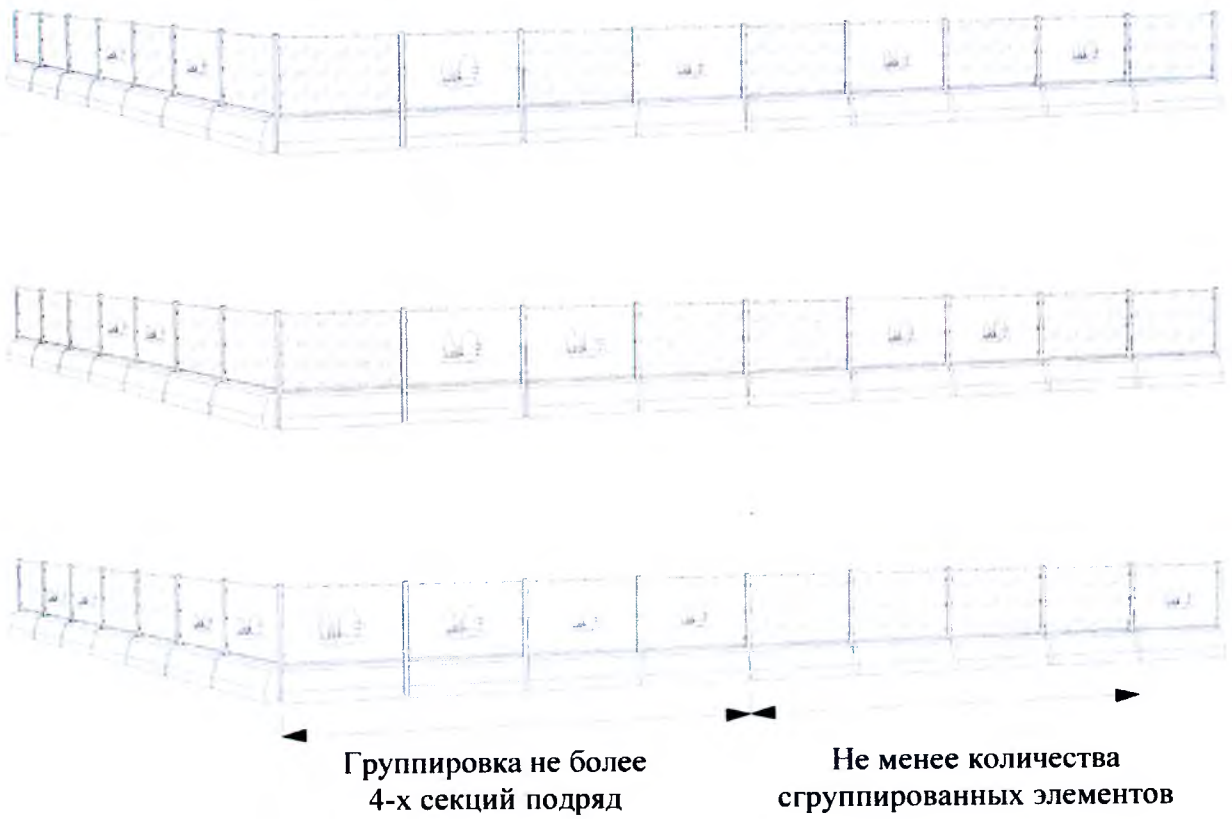 Группировка не более
4-х секций подряд
Не менее количества
сгруппированных элементов